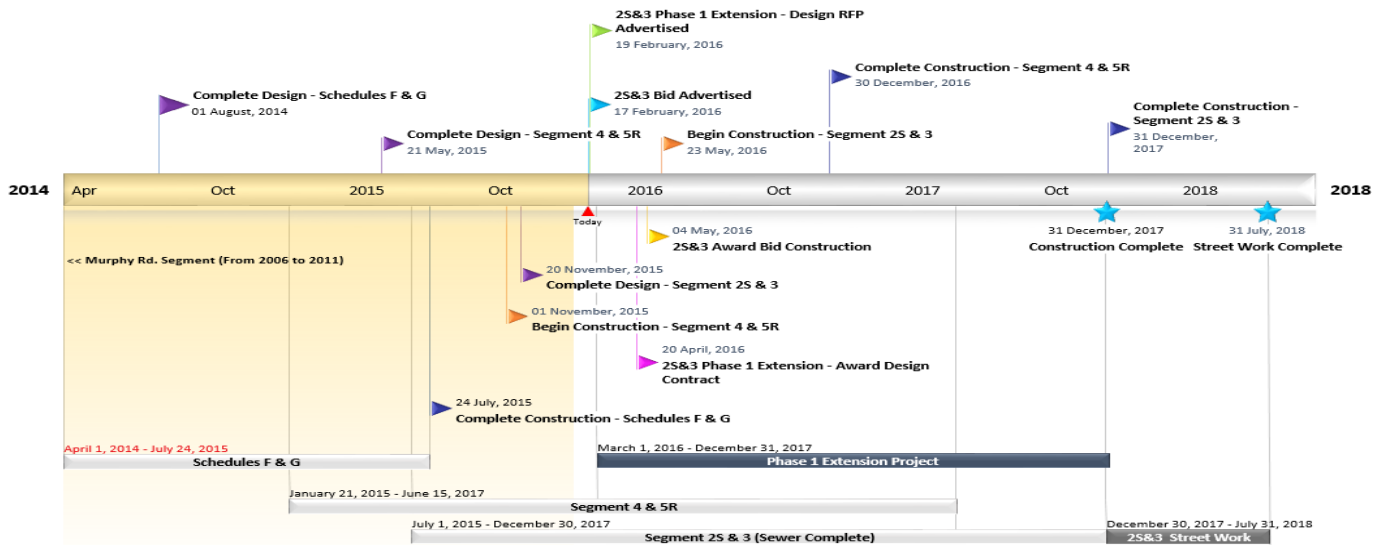 2S&3 Phase 1 Extension - Design RFP
Advertised
19 February, 2016
Complete Construction - Segment 4 & 5R
30 December, 2016
Complete Design - Schedules F & G
01 August, 2014
2S&3 Bid Advertised
17 February, 2016
Complete Construction -
Segment 2S & 3
31 December,
2017
Complete Design - Segment 4 & 5R
21 May, 2015
Begin Construction - Segment 2S & 3
23 May, 2016
2014 Apr Oct 2015 Oct 2016 Oct 2017 Oct 2018 2018
Today
04 May, 2016
2S&3 Award Bid Construction
31 December, 2017
Construction Complete
31 July, 2018
Street Work Complete
<< Murphy Rd. Segment (From 2006 to 2011)
20 November, 2015
Complete Design - Segment 2S & 3
01 November, 2015
Begin Construction - Segment 4 & 5R
20 April, 2016
2S&3 Phase 1 Extension - Award Design
Contract
24 July, 2015
Complete Construction - Schedules F & G
April 1, 2014 - July 24, 2015
Schedules F & G
March 1, 2016 - December 31, 2017
Phase 1 Extension Project
January 21, 2015 - June 15, 2017
Segment 4 & 5R
July 1, 2015 - December 30, 2017
Segment 2S & 3 (Sewer Complete)
December 30, 2017 - July 31, 2018
2S&3 Street Work